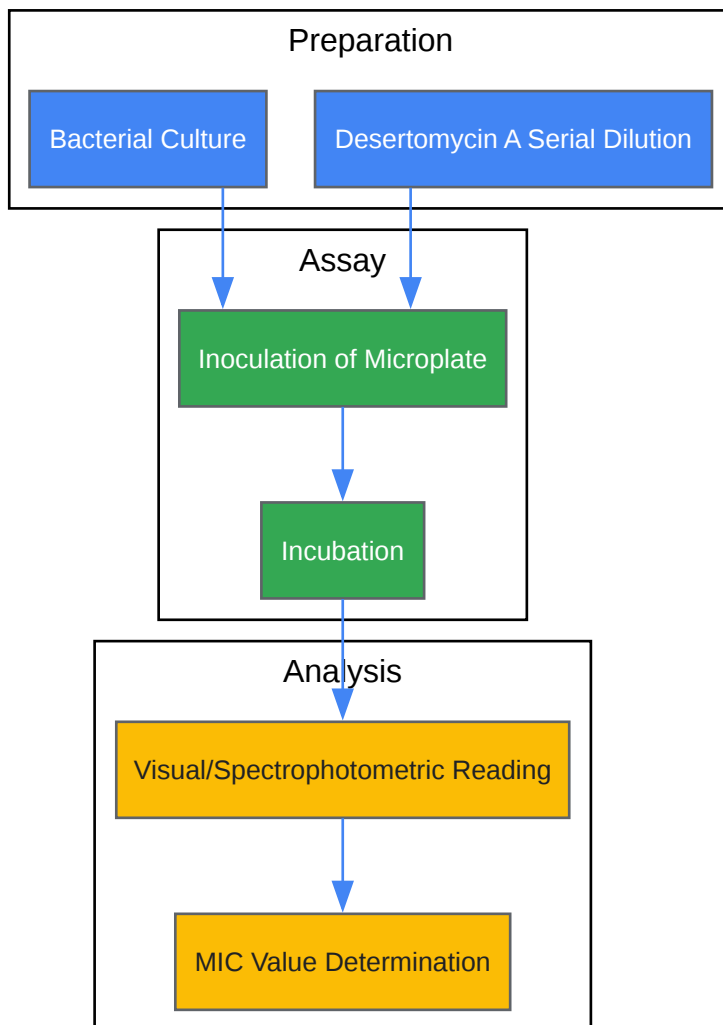 Preparation
Bacterial Culture
Desertomycin A Serial Dilution
Assay
Inoculation of Microplate
Incubation
Analysis
Visual/Spectrophotometric Reading
MIC Value Determination